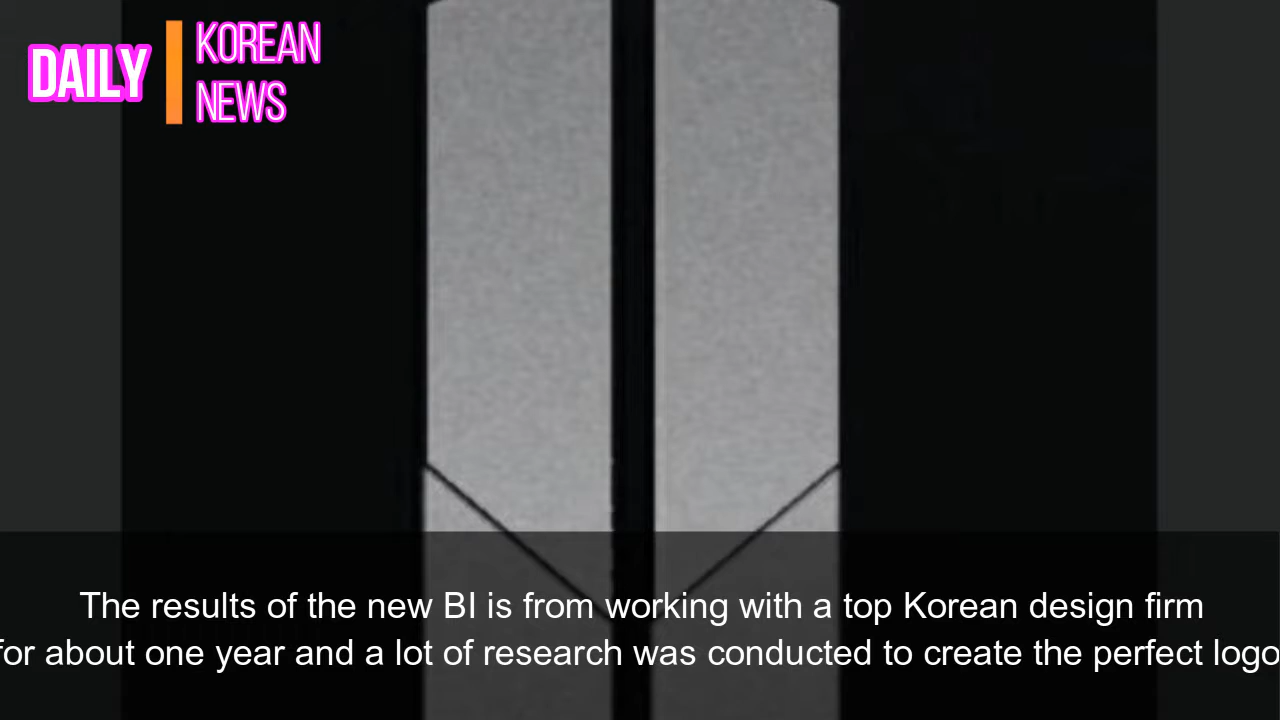 DAILY
KOREAN
NEWS
The results of the new BI is from working with a top Korean design firm
for about one year and a lot of research was conducted to create the perfect logo